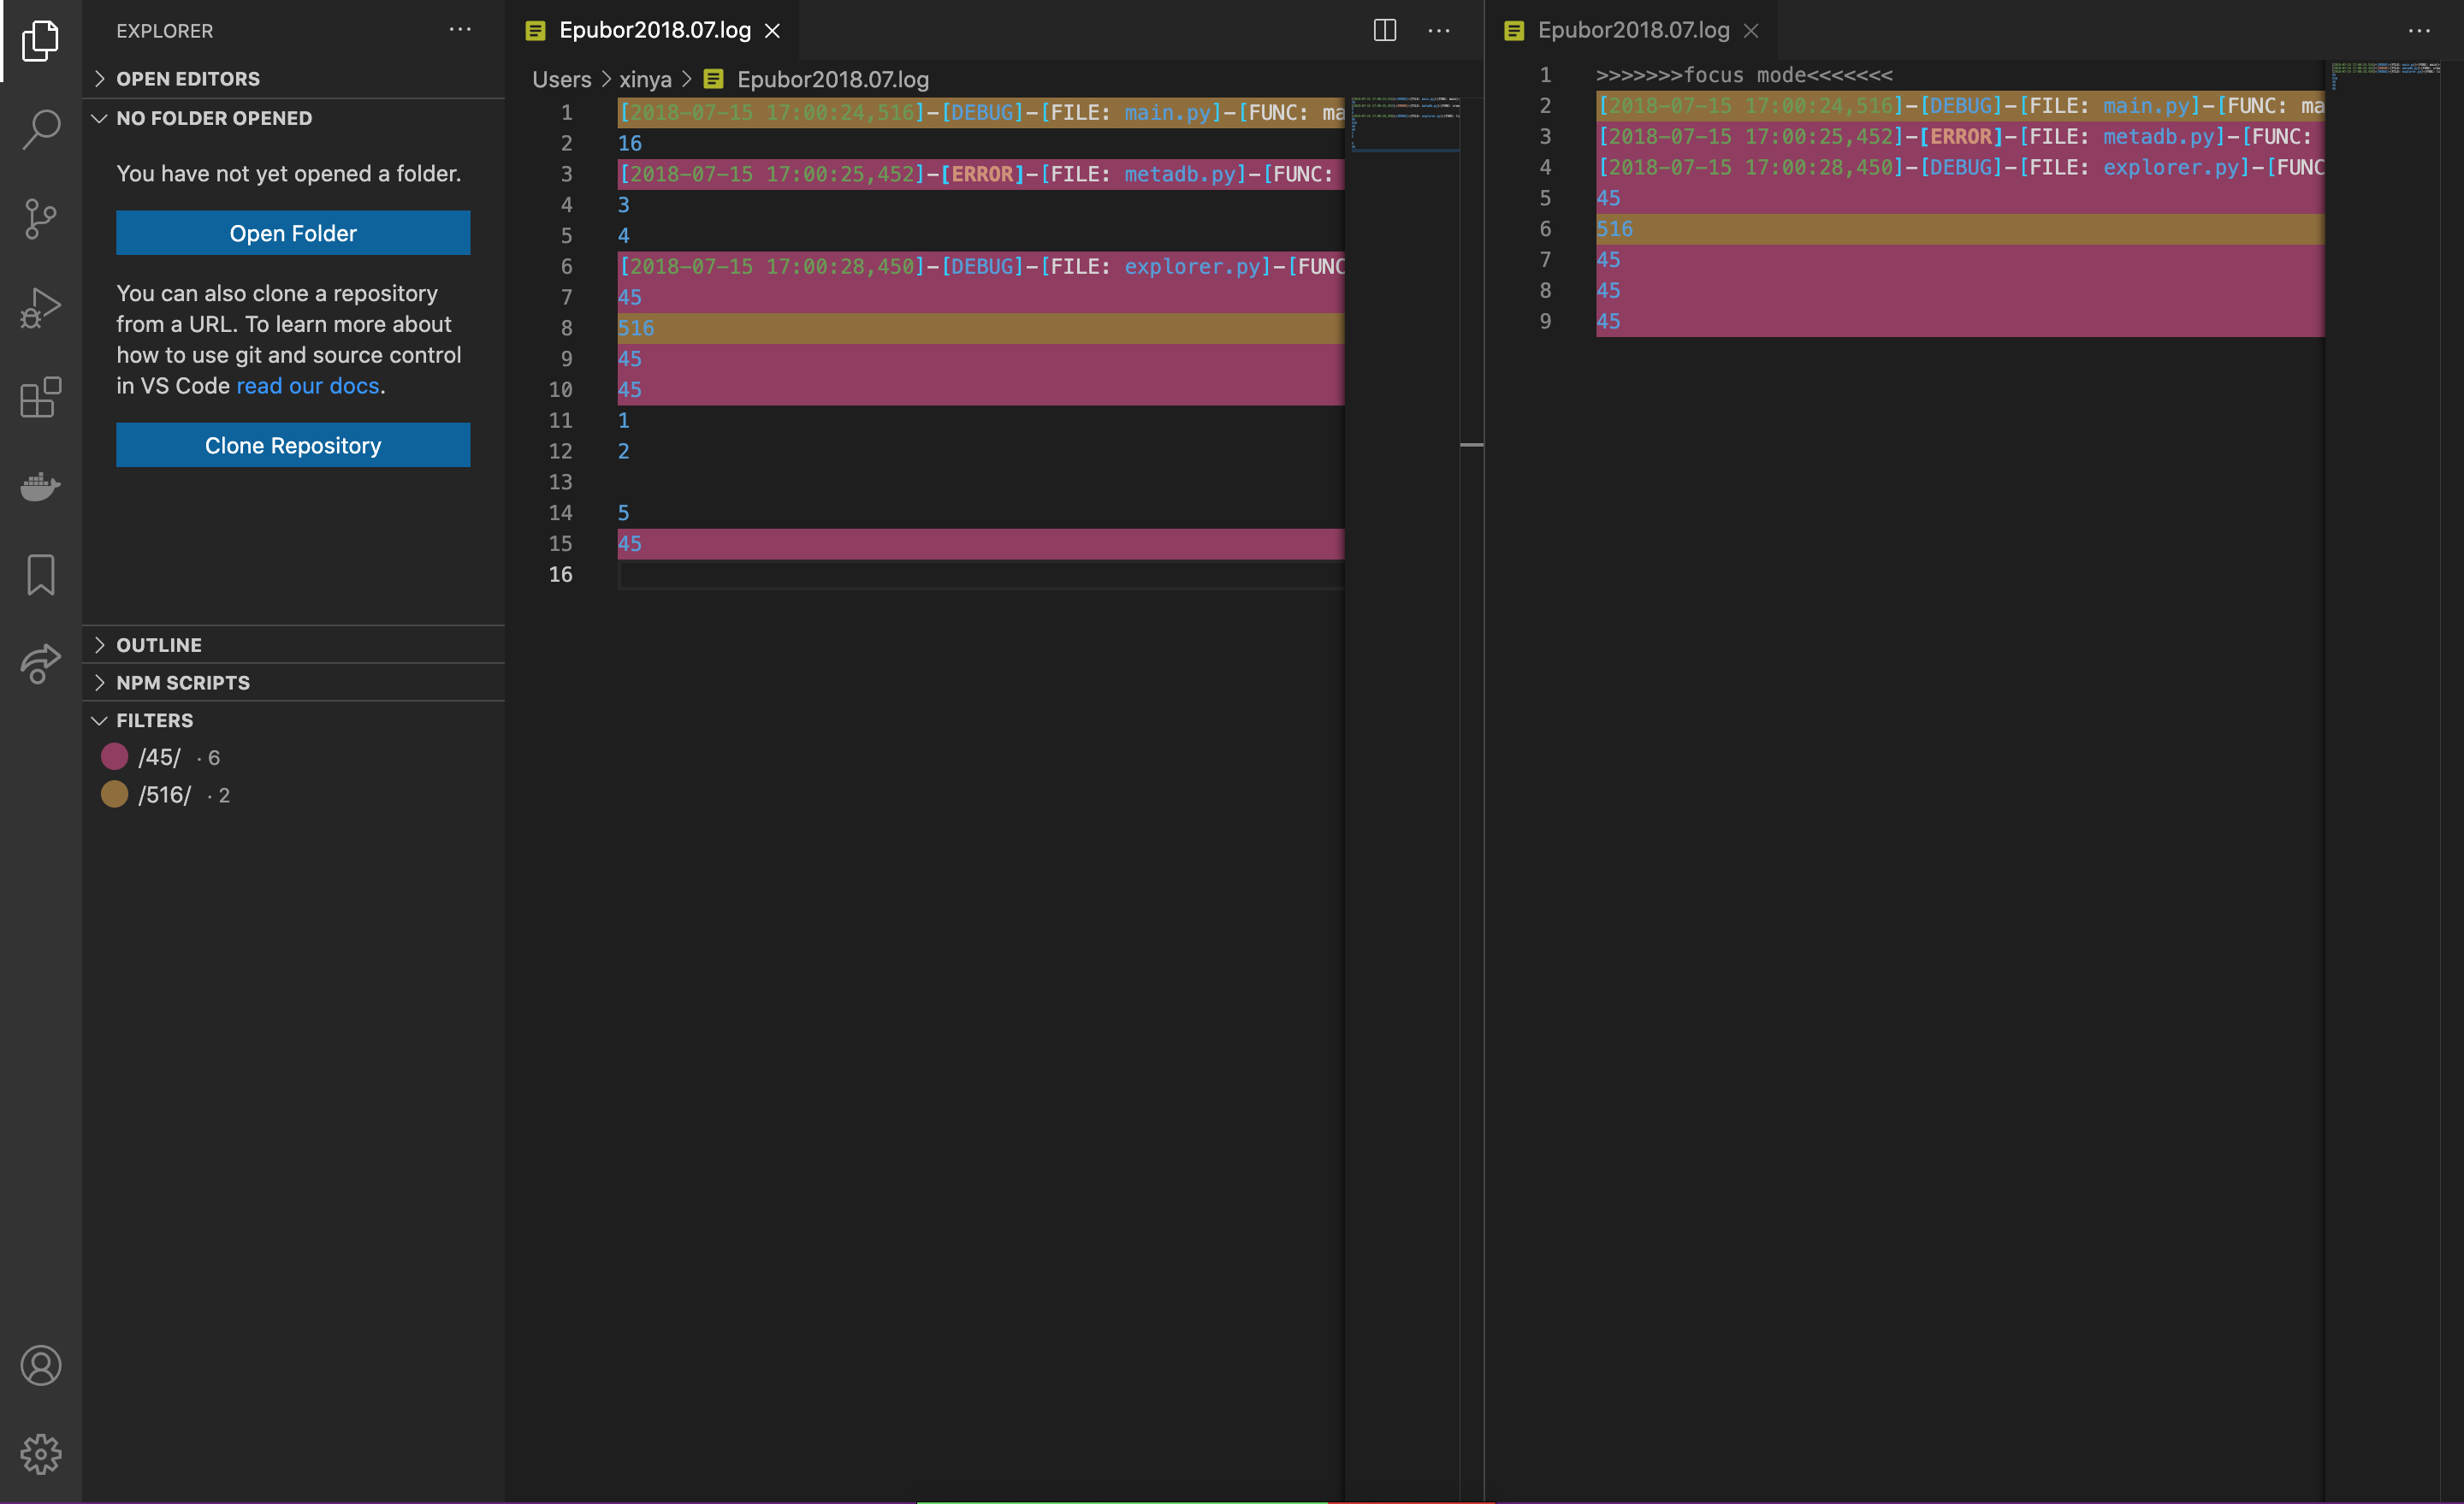 EXPLORER
OPEN EDITORS
NO FOLDER OPENED
You have not yet opened a folder.
Open Folder
You can also clone a repository
from a URL. To learn more about
how to use git and source control
in VS Code read our docs.
Clone Repository
OUTLINE
NPM SCRIPTS
FILTERS
/45/ · 6
/516/ · 2
Epubor2018.07.log
Users > xinya > Epubor2018.07.log
1 [2018-07-15 17:00:24,516]-[DEBUG]-[FILE: main.py]-[FUNC: ma
2 16
3 [2018-07-15 17:00:25,452]-[ERROR]-[FILE: metadb.py]-[FUNC:
4 3
5 4
6 [2018-07-15 17:00:28,450]-[DEBUG]-[FILE: explorer.py]-[FUNC
7 45
8 516
9 45
10 45
11 1
12 2
13
14 5
15 45
16
Epubor2018.07.log
1 >>>>>>>focus mode<<<<<<<
2 [2018-07-15 17:00:24,516]-[DEBUG]-[FILE: main.py]-[FUNC: ma
3 [2018-07-15 17:00:25,452]-[ERROR]-[FILE: metadb.py]-[FUNC:
4 [2018-07-15 17:00:28,450]-[DEBUG]-[FILE: explorer.py]-[FUNC
5 45
6 516
7 45
8 45
9 45